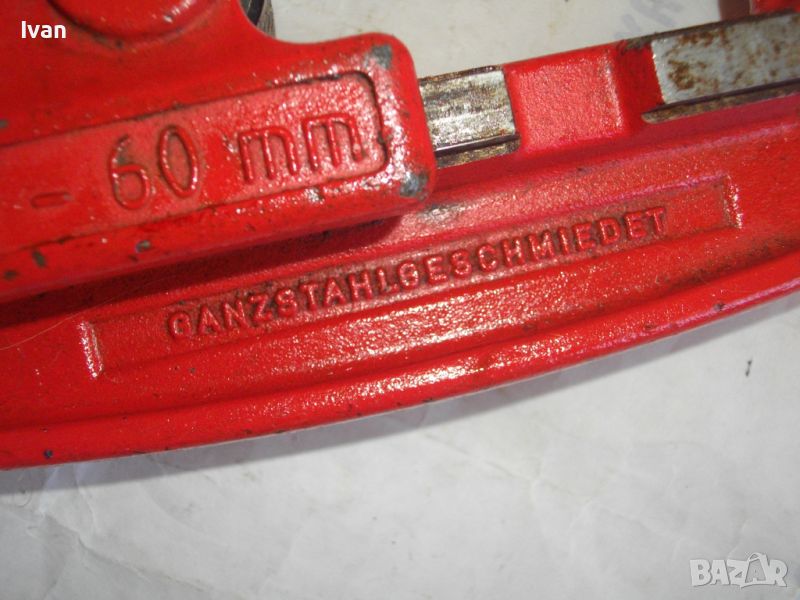 Ivan
- 60 mm
GANZSTAHLGESCHMIEDET
BAZAR